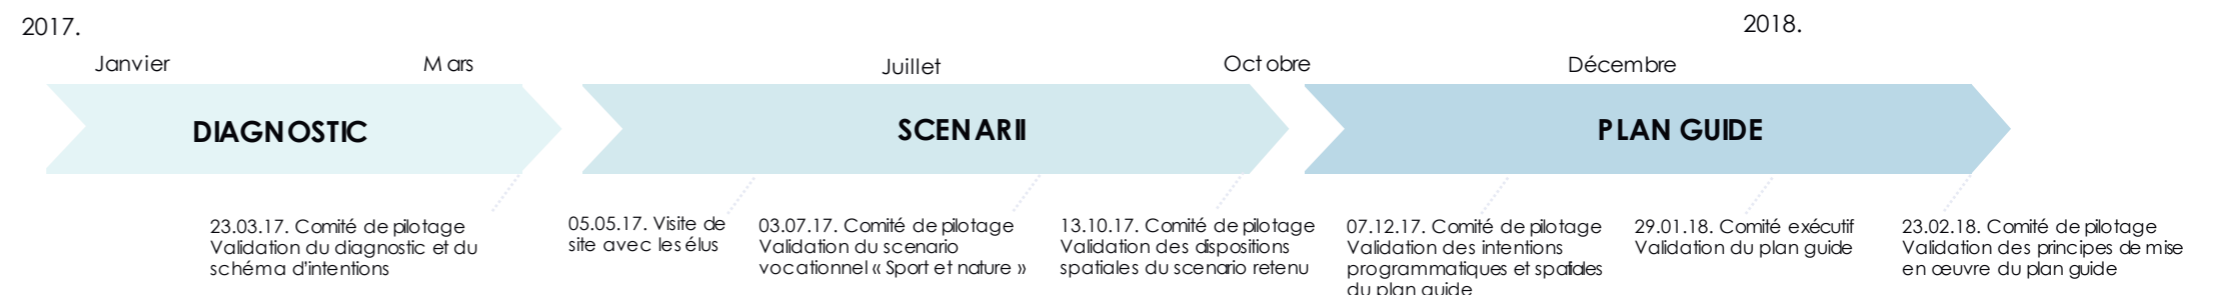 2017.
2018.
Janvier
Mars
Juillet
Octobre
Décembre
DIAGNOSTIC
SCENARII
PLAN GUIDE
23.03.17. Comité de pilotage
Validation du diagnostic et du
schéma d'intentions
05.05.17. Visite de
site avec les élus
03.07.17. Comité de pilotage
Validation du scenario
vocationnel « Sport et nature »
13.10.17. Comité de pilotage
Validation des dispositions
spatiales du scenario retenu
07.12.17. Comité de pilotage
Validation des intentions
programmatiques et spatiales
du plan guide
29.01.18. Comité exécutif
Validation du plan guide
23.02.18. Comité de pilotage
Validation des principes de mise
en œuvre du plan guide